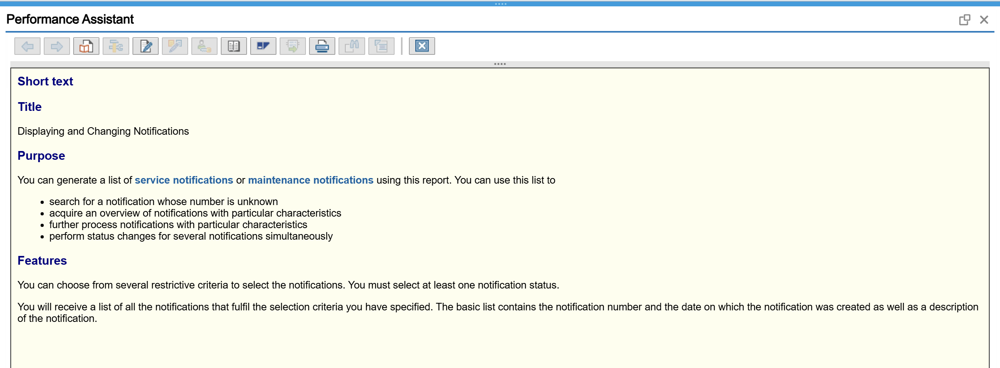 Performance Assistant
Short text
Title
Displaying and Changing Notifications
Purpose
You can generate a list of service notifications or maintenance notifications using this report. You can use this list to
• search for a notification whose number is unknown
• acquire an overview of notifications with particular characteristics
• further process notifications with particular characteristics
• perform status changes for several notifications simultaneously
Features
You can choose from several restrictive criteria to select the notifications. You must select at least one notification status.
You will receive a list of all the notifications that fulfil the selection criteria you have specified. The basic list contains the notification number and the date on which the notification was created as well as a description
of the notification.